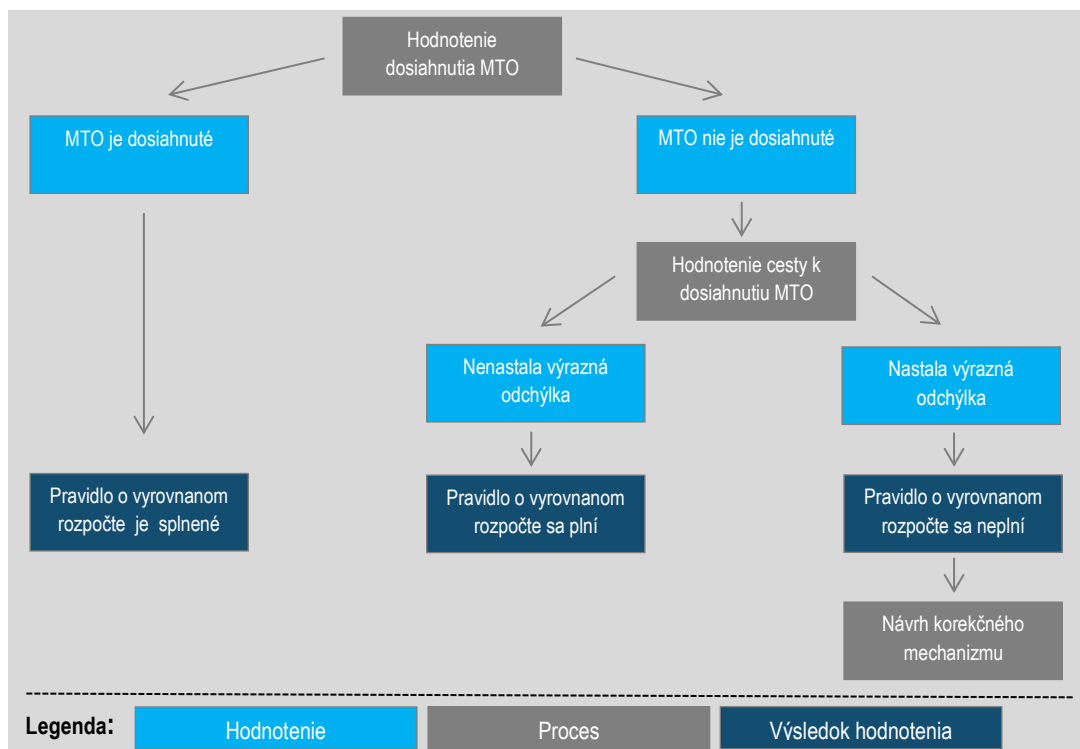 Hodnotenie
dosiahnutia MTO
MTO je dosiahnuté
MTO nie je dosiahnuté
Hodnotenie cesty k
dosiahnutiu MTO
Nenastala výrazná
odchýlka
Nastala výrazná
odchýlka
Pravidlo o vyrovnanom
rozpočte je splnené
Pravidlo o vyrovnanom
rozpočte sa plní
Pravidlo o vyrovnanom
rozpočte sa neplní
Návrh korekčného
mechanizmu
Legenda:
Hodnotenie
Proces
Výsledok hodnotenia